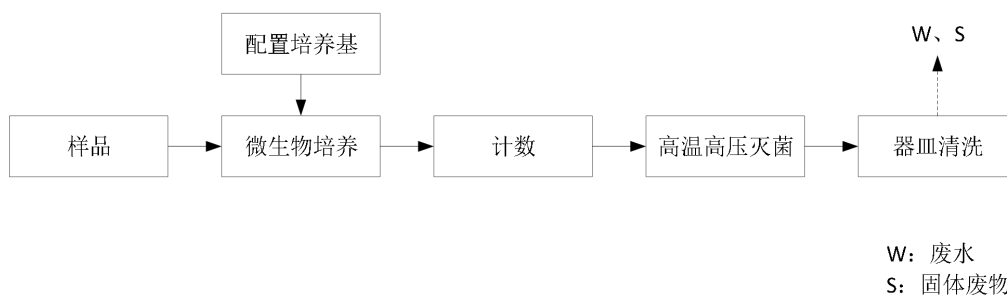 配置培养基
W、S
样品
微生物培养
计数
高温高压灭菌
器皿清洗
W：废水
S：固体废物